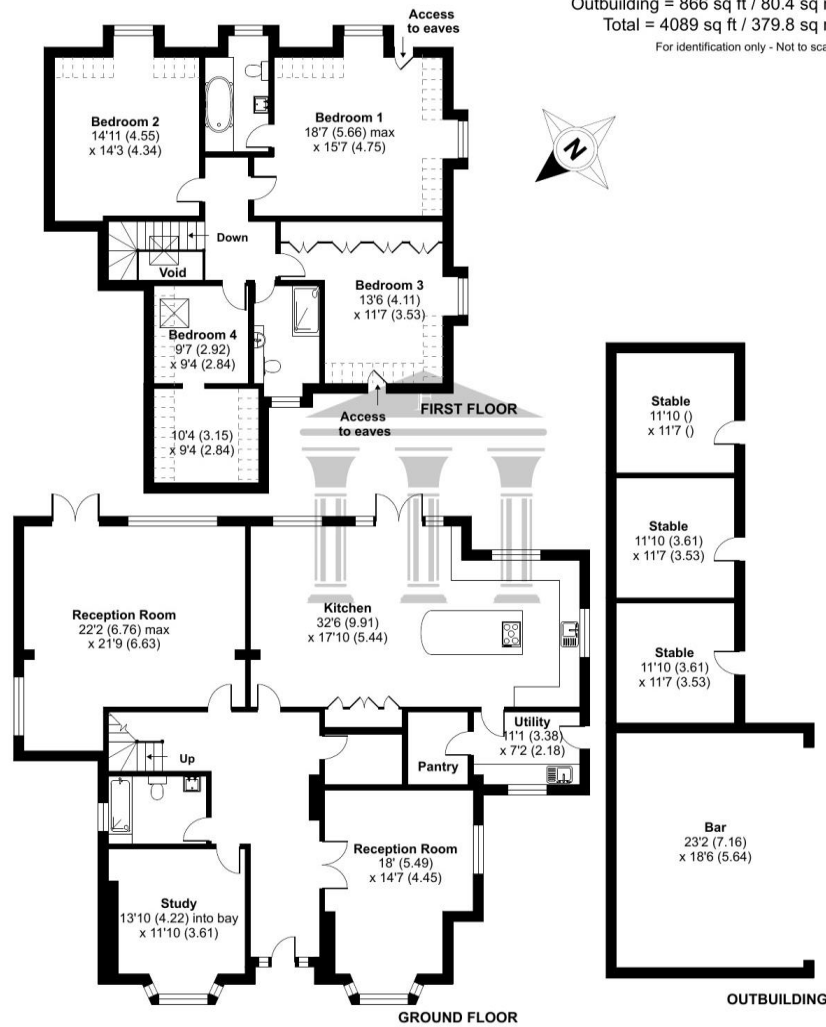 Outbuilding = 866 sq ft / 80.4 sq m
Total = 4089 sq ft / 379.8 sq m
For identification only - Not to sca
Access
to eaves
Bedroom 2
14'11 (4.55)
x 14'3 (4.34)
Bedroom 1
18'7 (5.66) max
x 15'7 (4.75)
N
Down
Void
Bedroom 3
13'6 (4.11)
x 11'7 (3.53)
Bedroom 4
9'7 (2.92)
x 9'4 (2.84)
10'4 (3.15)
x 9'4 (2.84)
Access
to eaves
FIRST FLOOR
Stable
11'10 ()
x 11'7 ()
Stable
11'10 (3.61)
x 11'7 (3.53)
Stable
11'10 (3.61)
x 11'7 (3.53)
Reception Room
22'2 (6.76) max
x 21'9 (6.63)
Kitchen
32'6 (9.91)
x 17'10 (5.44)
Utility
11'1 (3.38)
x 7'2 (2.18)
Up
Pantry
Reception Room
18' (5.49)
x 14'7 (4.45)
Study
13'10 (4.22) into bay
x 11'10 (3.61)
Bar
23'2 (7.16)
x 18'6 (5.64)
OUTBUILDING
GROUND FLOOR